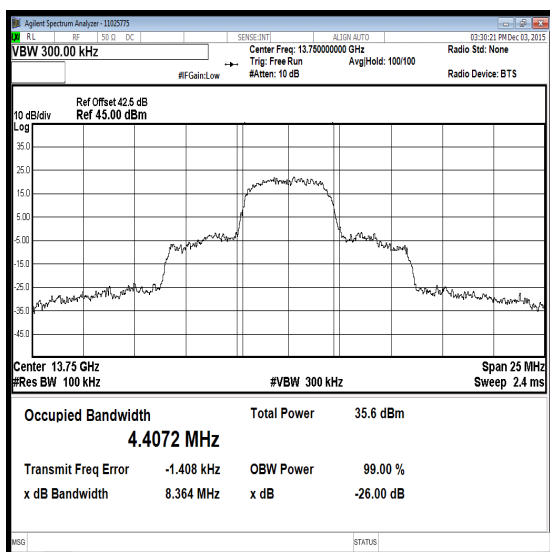 Agilent Spectrum Analyzer - 11025775
RL RF 50 Ω DC SENSE:INT ALIGN AUTO 03:30:21 PM Dec 03, 2015
VBW 300.00 kHz
Center Freq: 13.750000000 GHz
Radio Std: None
Trig: Free Run
Avg|Hold: 100/100
#IFGain:Low
#Atten: 10 dB
Radio Device: BTS
Ref Offset 42.5 dB
10 dB/div Ref 45.00 dBm
Log
35.0
25.0
15.0
5.00
-5.00
-15.0
-25.0
-35.0
-45.0
Center 13.75 GHz Span 25 MHz
#Res BW 100 kHz #VBW 300 kHz Sweep 2.4 ms
Occupied Bandwidth Total Power 35.6 dBm
4.4072 MHz
Transmit Freq Error -1.408 kHz OBW Power 99.00 %
x dB Bandwidth 8.364 MHz x dB -26.00 dB
MSG STATUS